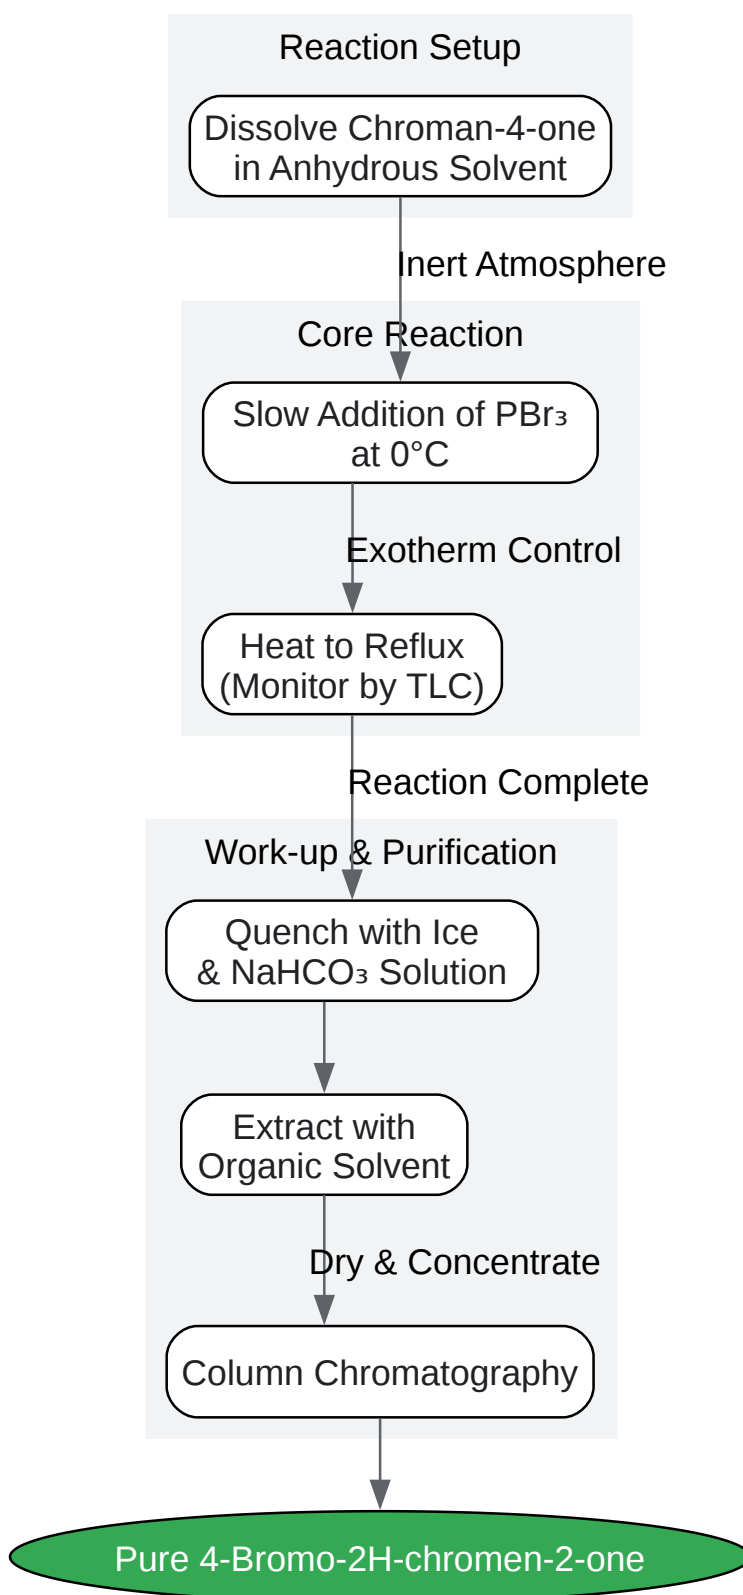 Reaction Setup
Dissolve Chroman-4-one
in Anhydrous Solvent
Inert Atmosphere
Core Reaction
Slow Addition of PBr₃
at 0°C
Exotherm Control
Heat to Reflux
(Monitor by TLC)
Reaction Complete
Work-up & Purification
Quench with Ice
& NaHCO₃ Solution
Extract with
Organic Solvent
Dry & Concentrate
Column Chromatography
Pure 4-Bromo-2H-chromen-2-one